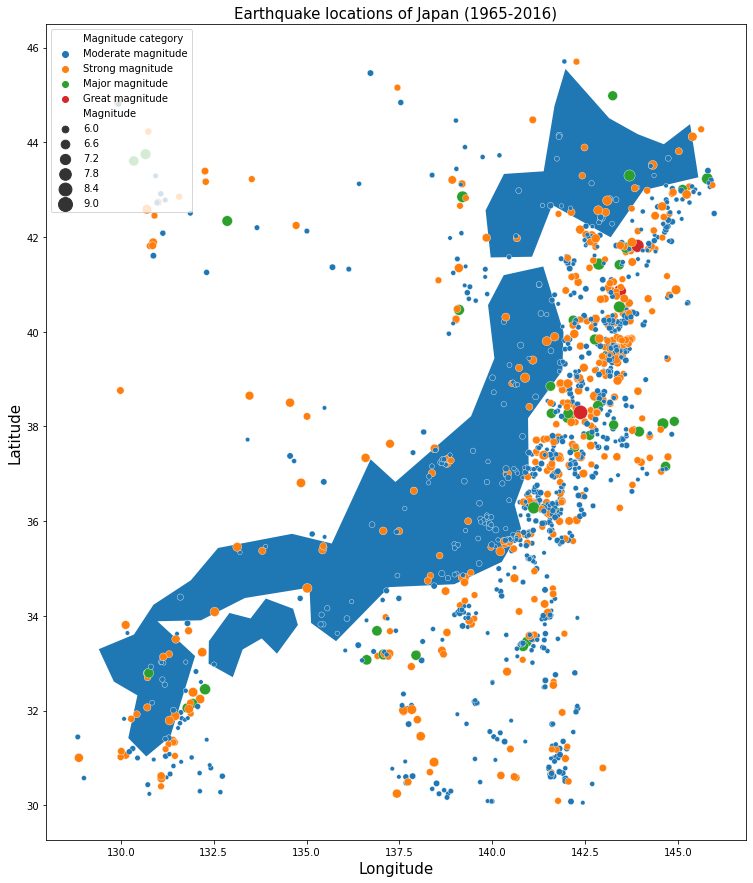 Earthquake locations of Japan (1965-2016)
Magnitude category
Moderate magnitude
Strong magnitude
Major magnitude
Great magnitude
Magnitude
6.0
6.6
7.2
7.8
8.4
9.0
46
44
42
40
38
36
34
32
30
Latitude
130.0 132.5 135.0 137.5 140.0 142.5 145.0
Longitude